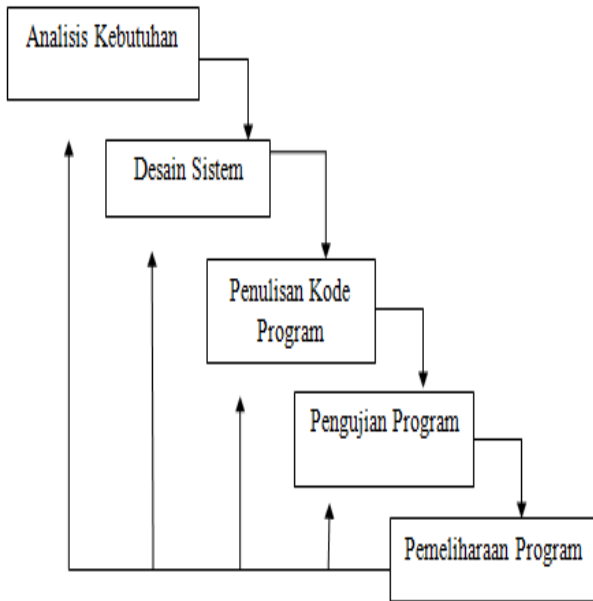 Analisis Kebutuhan
Desain Sistem
Penulisan Kode
Program
Pengujian Program
Pemeliharaan Program